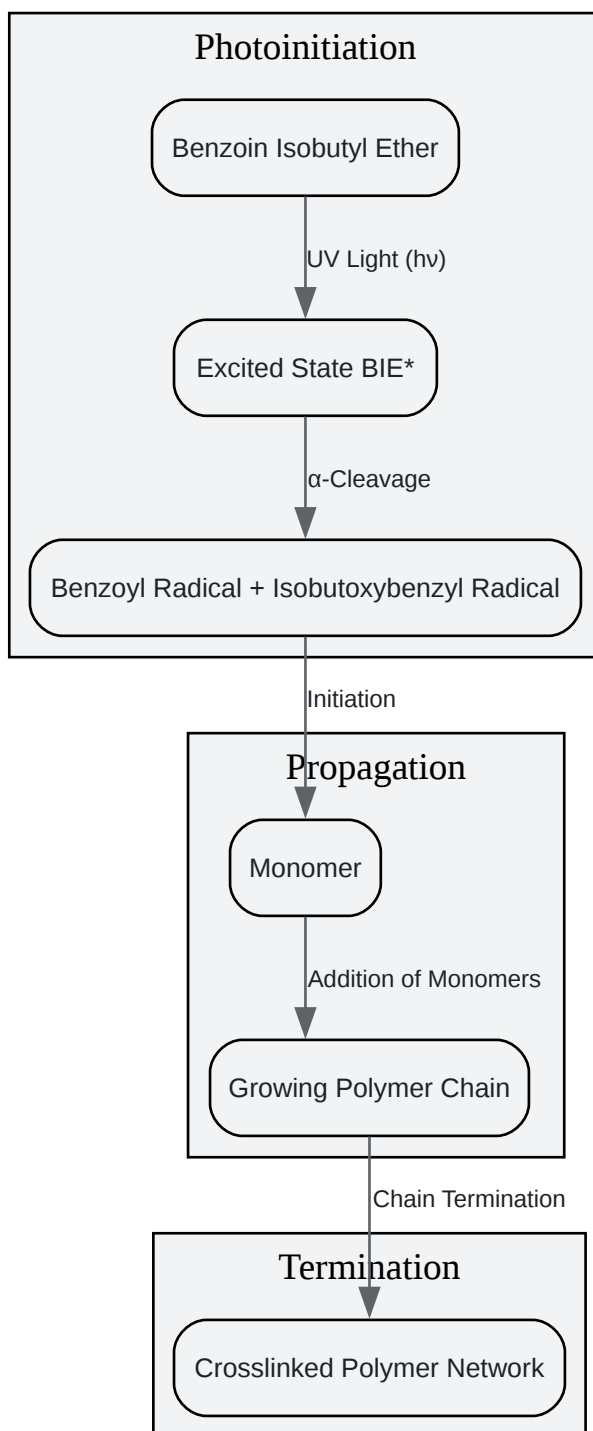 Photoinitiation
Benzoin Isobutyl Ether
UV Light (hν)
Excited State BIE*
α-Cleavage
Benzoyl Radical + Isobutoxybenzyl Radical
Initiation
Propagation
Monomer
Addition of Monomers
Growing Polymer Chain
Chain Termination
Termination
Crosslinked Polymer Network